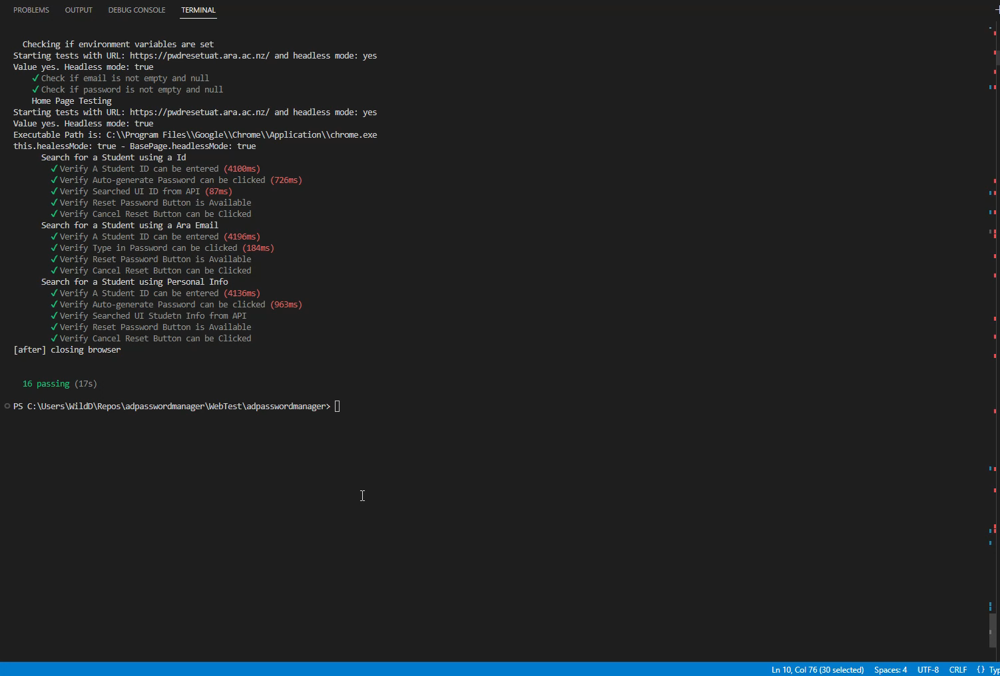 PROBLEMS OUTPUT DEBUG CONSOLE TERMINAL
Checking if environment variables are set
Starting tests with URL: https://pwdresetuat.ara.ac.nz/ and headless mode: yes
Value yes. Headless mode: true
✓Check if email is not empty and null
✓Check if password is not empty and null
Home Page Testing
Starting tests with URL: https://pwdresetuat.ara.ac.nz/ and headless mode: yes
Value yes. Headless mode: true
Executable Path is: C:\\Program Files\\Google\\Chrome\\Application\\chrome.exe
this.healessMode: true - BasePage.headlessMode: true
Search for a Student using a Id
✓Verify A Student ID can be entered (4100ms)
✓Verify Auto-generate Password can be clicked (726ms)
✓Verify Searched UI ID from API (87ms)
✓Verify Reset Password Button is Available
✓Verify Cancel Reset Button can be Clicked
Search for a Student using a Ara Email
✓Verify A Student ID can be entered (4196ms)
✓Verify Type in Password can be clicked (184ms)
✓Verify Reset Password Button is Available
✓Verify Cancel Reset Button can be Clicked
Search for a Student using Personal Info
✓Verify A Student ID can be entered (4136ms)
✓Verify Auto-generate Password can be clicked (963ms)
✓Verify Searched UI Studetn Info from API
✓Verify Reset Password Button is Available
✓Verify Cancel Reset Button can be Clicked
[after] closing browser
16 passing (17s)
PS C:\Users\WildD\Repos\adpasswordmanager\WebTest\adpasswordmanager>
Ln 10, Col 76 (30 selected) Spaces: 4 UTF-8 CRLF {} Typ